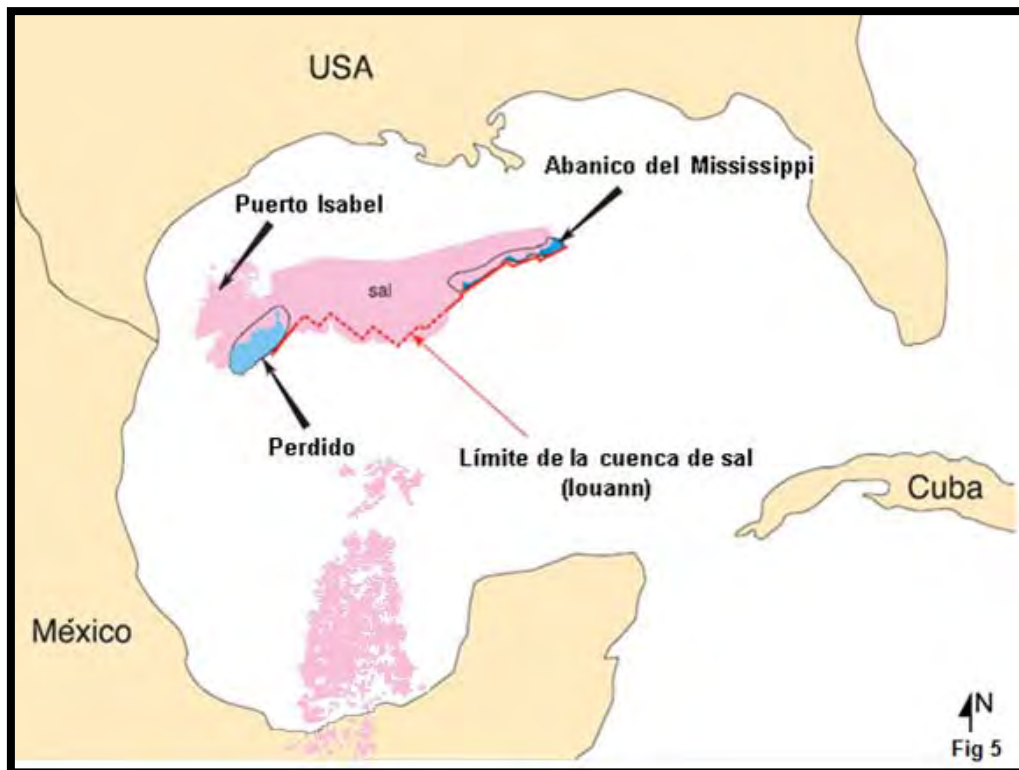 USA
Abanico del Mississippi
Puerto Isabel
sal
Perdido
Límite de la cuenca de sal
(louann)
Cuba
México
N
Fig 5